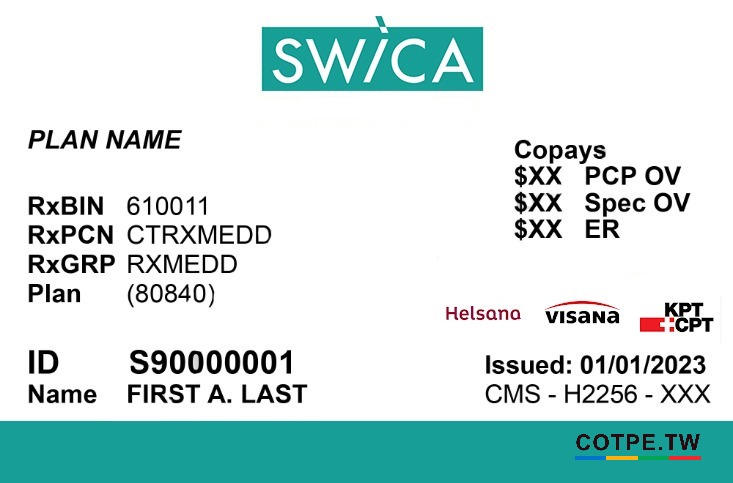 SWICA
PLAN NAME
Copays
$XX PCP OV
$XX Spec OV
$XX ER
RxBIN 610011
RxPCN CTRXMEDD
RxGRP RXMEDD
Plan (80840)
Helsana visana KPT CPT
ID S90000001
Name FIRST A. LAST
Issued: 01/01/2023
CMS - H2256 - XXX
COTPE.TW